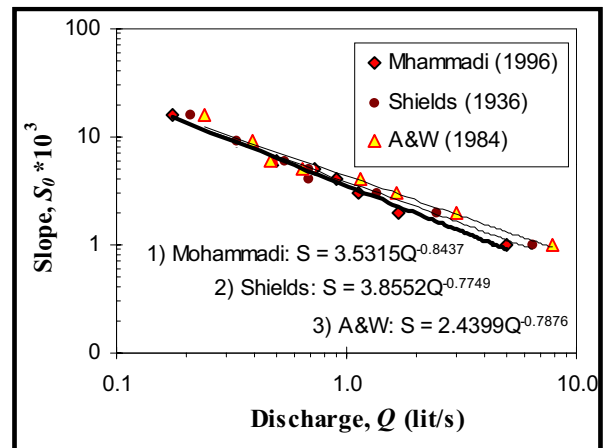 100
10
1
0
Slope, S₀ *10³
Mhammadi (1996)
Shields (1936)
A&W (1984)
1) Mohammadi: S = 3.5315Q⁻⁰·⁸⁴³⁷
2) Shields: S = 3.8552Q⁻⁰·⁷⁷⁴⁹
3) A&W: S = 2.4399Q⁻⁰·⁷⁸⁷⁶
0.1 1.0 10.0
Discharge, Q (lit/s)